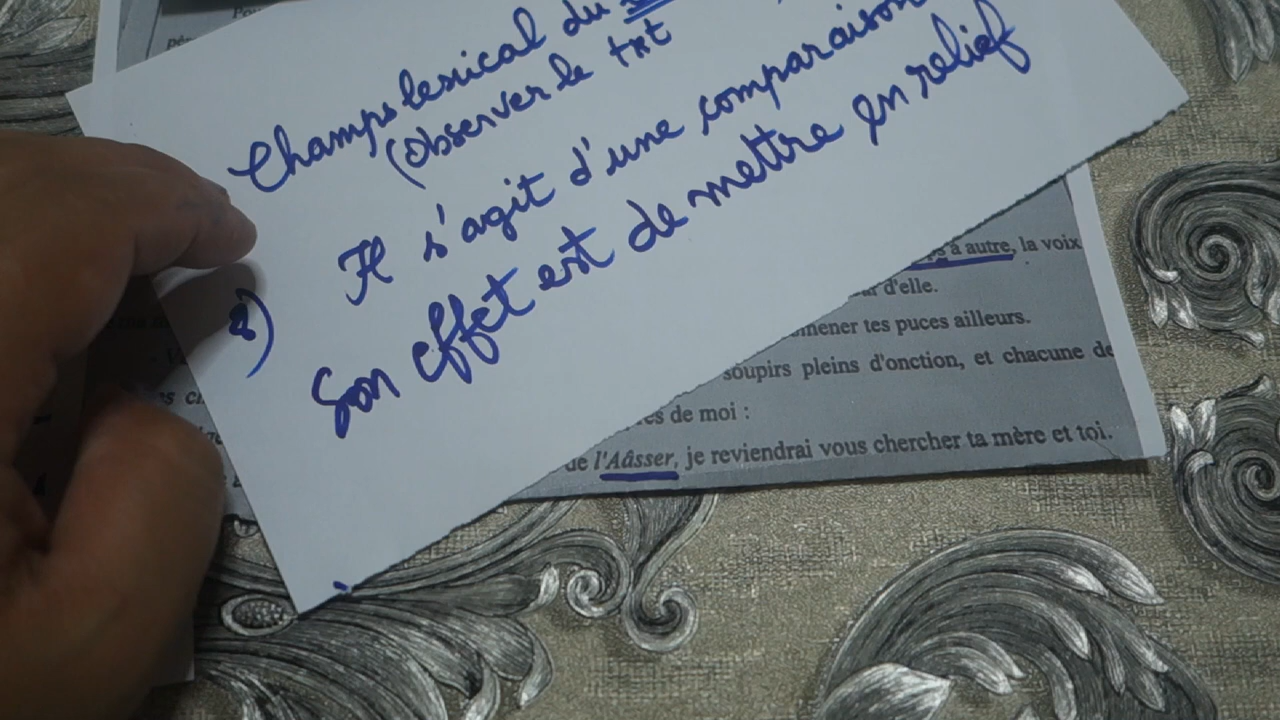 Champs lexical du
(Observer le txt
Il s'agit d'une comparaison
8)
Son effet est de mettre en relief
à autre, la voix
d'elle.
tes puces ailleurs.
soupirs pleins d'onction, et chacune de
de moi :
de l'Aâsser, je reviendrai vous chercher ta mère et toi.